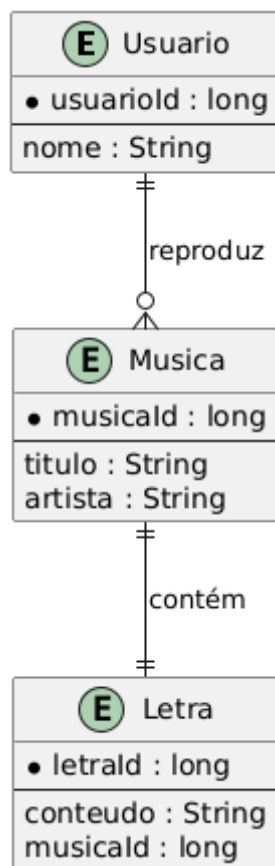 E Usuario
• usuarioId : long
nome : String
reproduz
E Musica
• musicaId : long
titulo : String
artista : String
contém
E Letra
• letraId : long
conteudo : String
musicaId : long